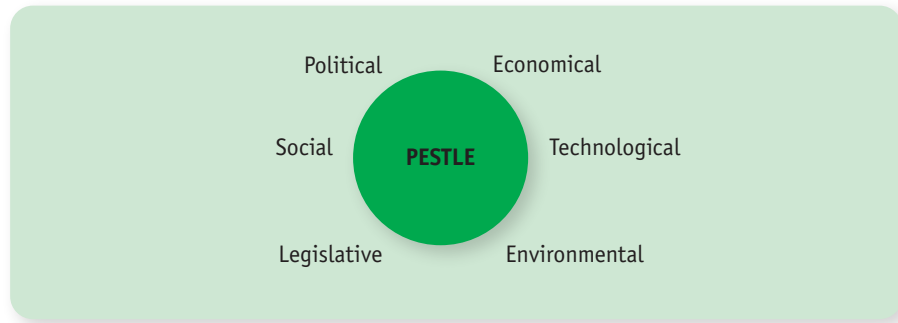 Political Economical
Social PESTLE Technological
Legislative Environmental